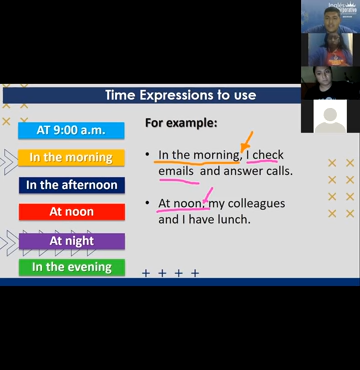 Time Expressions to use
AT 9:00 a.m.
In the morning
In the afternoon
At noon
At night
In the evening
For example:
• In the morning, I check
emails and answer calls.
• At noon, my colleagues
and I have lunch.